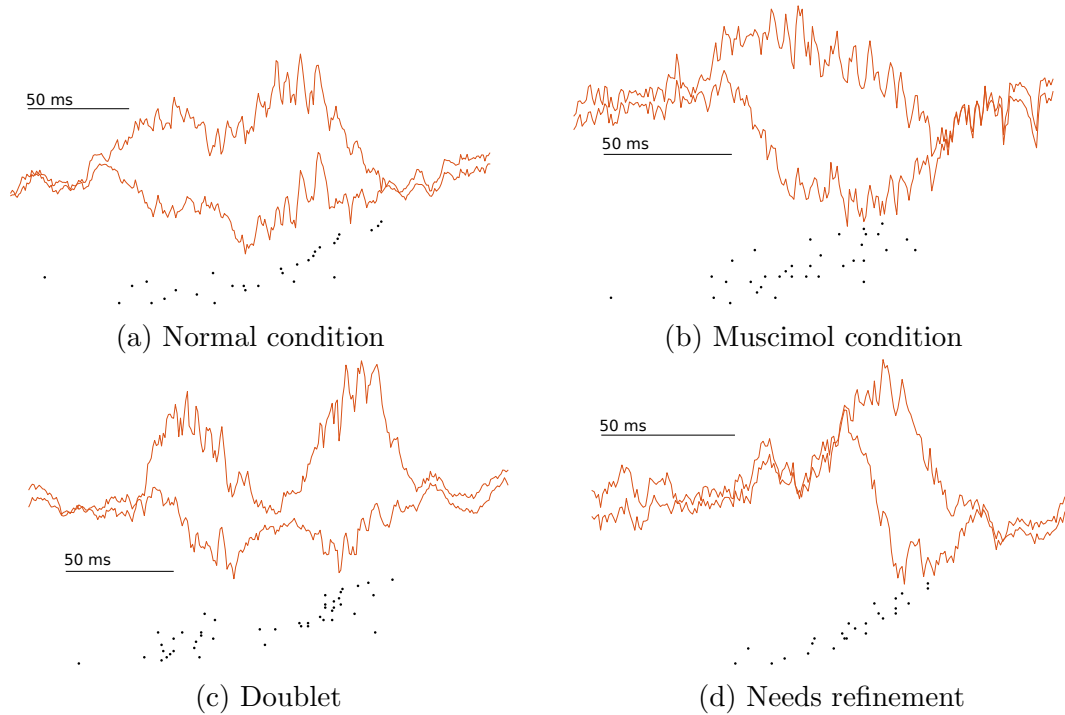 50 ms
50 ms
(a) Normal condition
(b) Muscimol condition
50 ms
50 ms
(c) Doublet
(d) Needs refinement